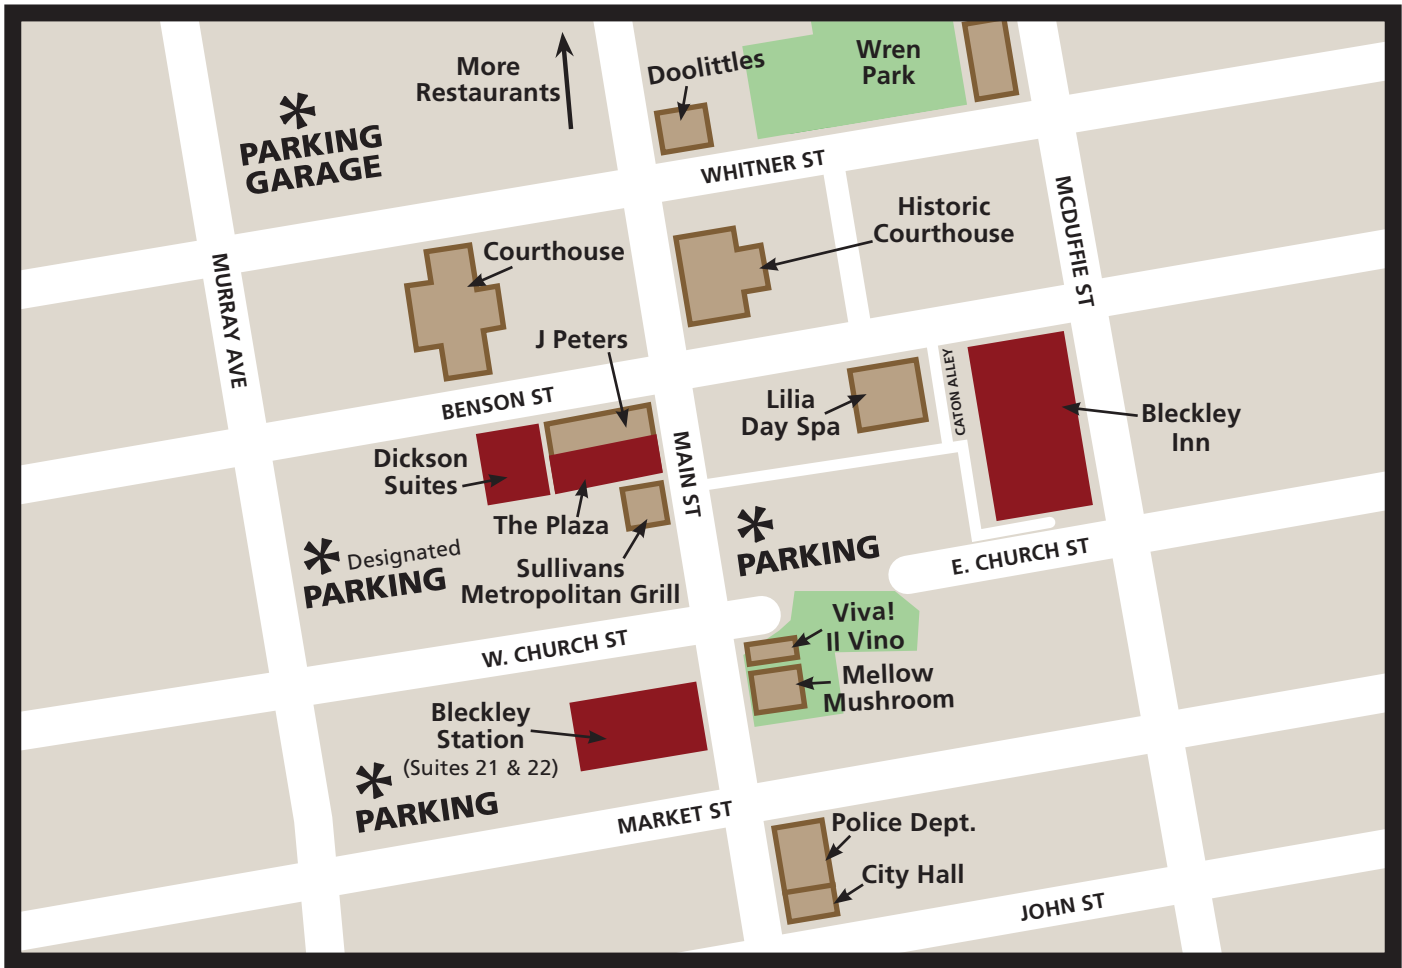 More
Restaurants
Doolittles
Wren
Park
PARKING
GARAGE
WHITNER ST
MCDUFFIE ST
Historic
Courthouse
Courthouse
MURRAY AVE
J Peters
BENSON ST
CATON ALLEY
Lilia
Day Spa
Bleckley
Inn
Dickson
Suites
MAIN ST
The Plaza
Designated
PARKING
PARKING
Sullivans
Metropolitan Grill
E. CHURCH ST
W. CHURCH ST
Viva!
Il Vino
Mellow
Mushroom
Bleckley
Station
(Suites 21 & 22)
PARKING
MARKET ST
Police Dept.
City Hall
JOHN ST